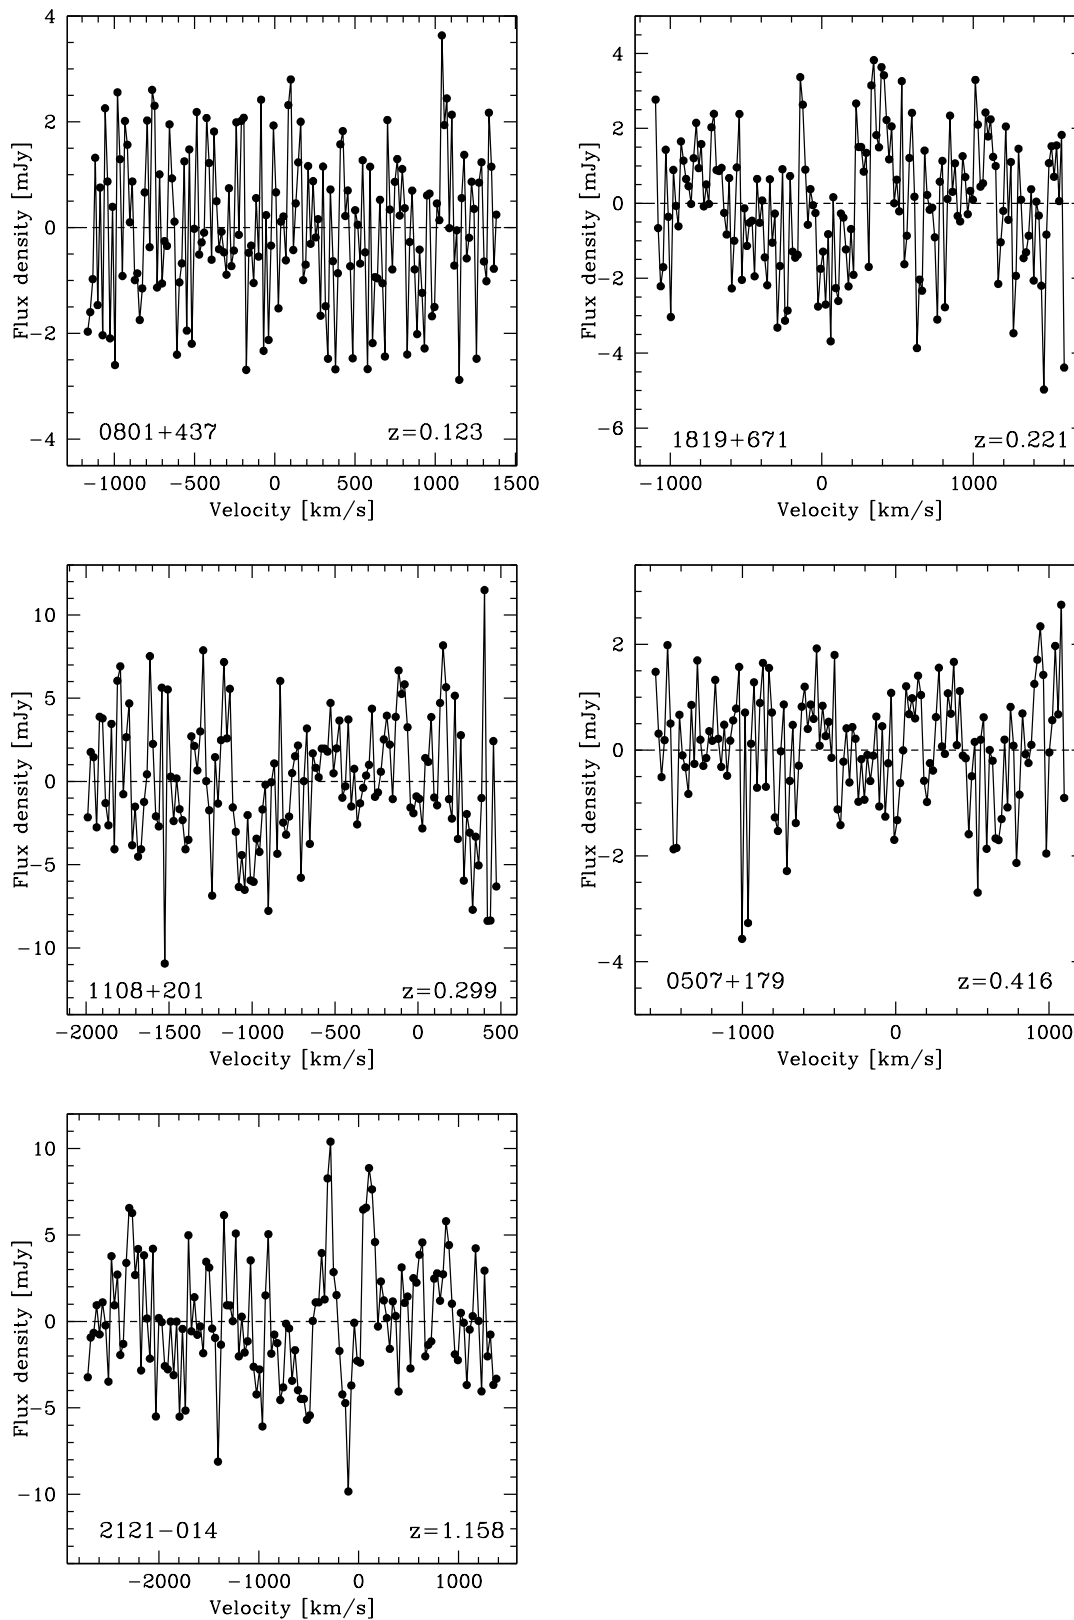 4
2
0
−2
−4
Flux density [mJy]
0801+437 z=0.123
−1000 −500 0 500 1000 1500
Velocity [km/s]
4
2
0
−2
−4
−6
Flux density [mJy]
1819+671 z=0.221
−1000 0 1000
Velocity [km/s]
10
5
0
−5
−10
Flux density [mJy]
1108+201 z=0.299
−2000 −1500 −1000 −500 0 500
Velocity [km/s]
2
0
−2
−4
Flux density [mJy]
0507+179 z=0.416
−1000 0 1000
Velocity [km/s]
10
5
0
−5
−10
Flux density [mJy]
2121−014 z=1.158
−2000 −1000 0 1000
Velocity [km/s]